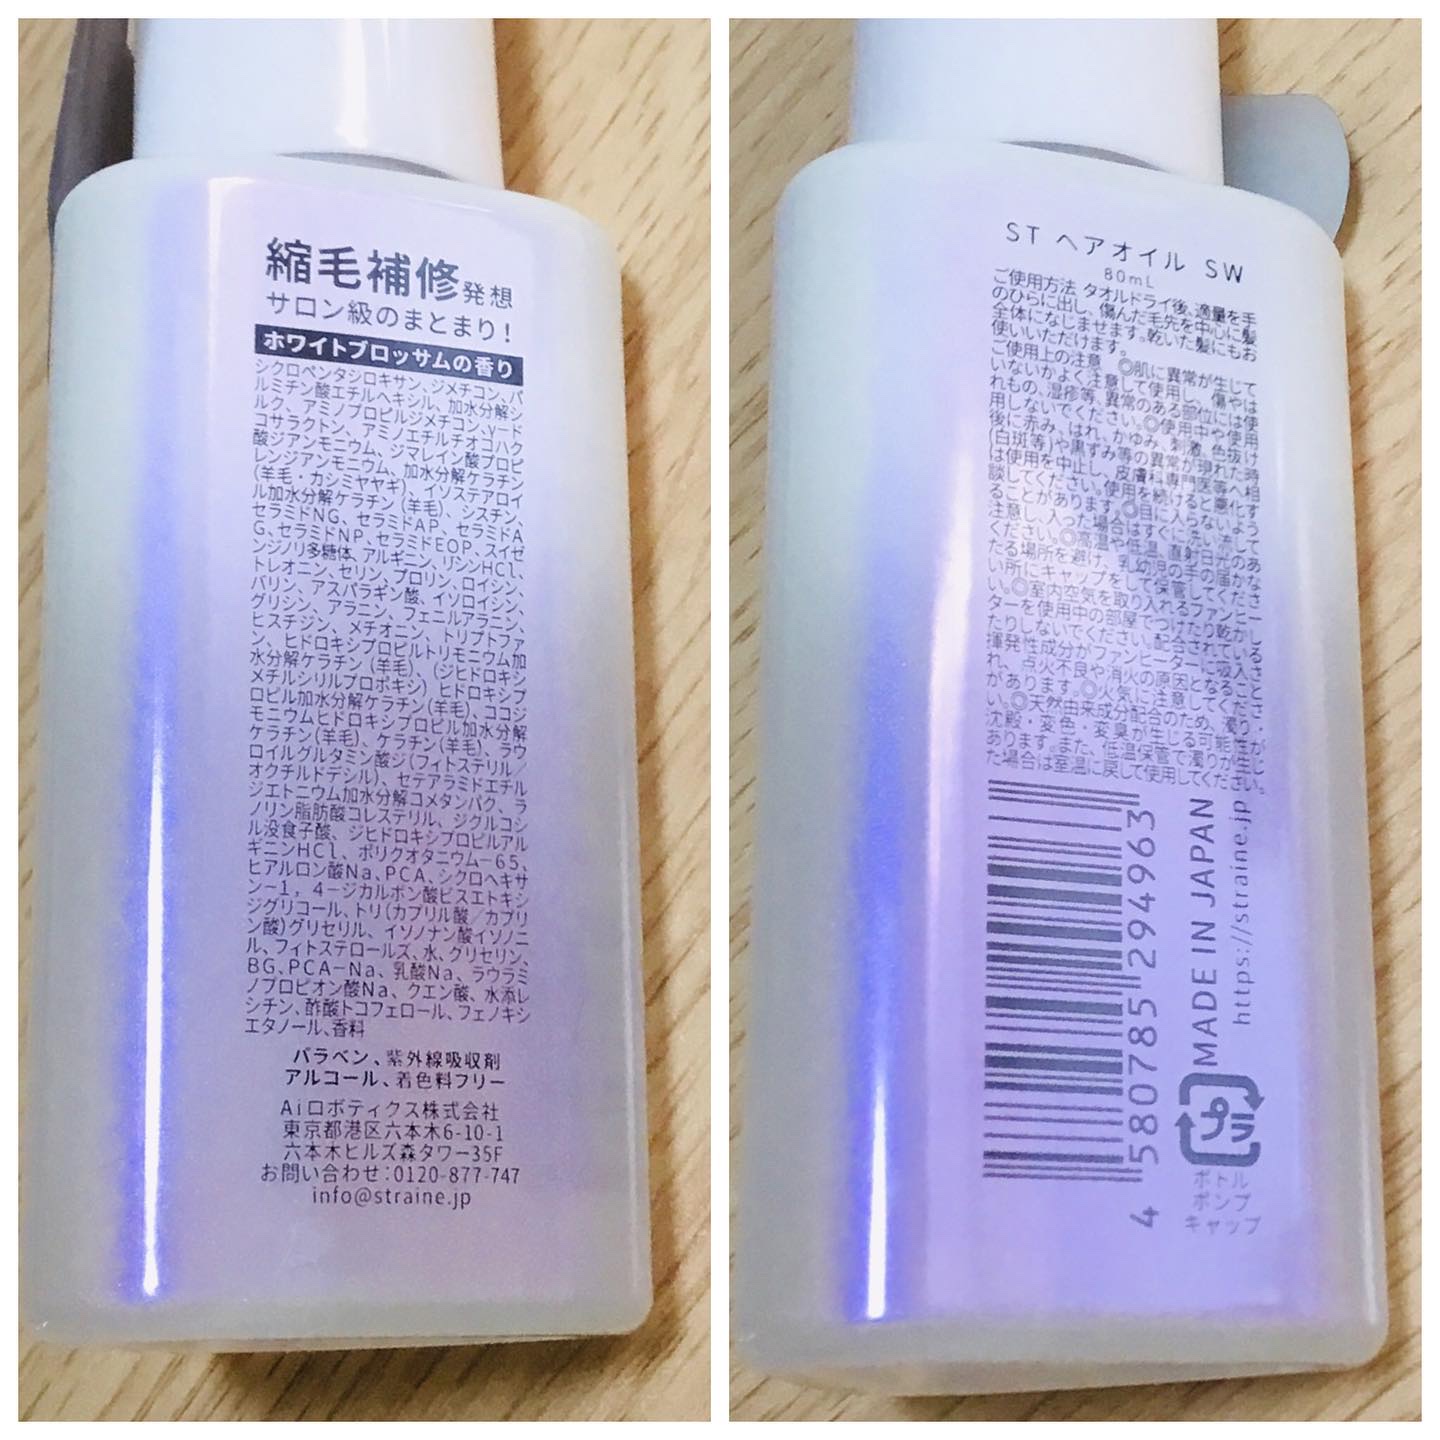 縮毛補修発想
サロン級のまとまり!
ホワイトブロッサムの香り
シクロペンタシロキサン、ジメチコン、パ
ルミチン酸エチルヘキシル、加水分解シ
ルク、アミノプロピルジメチコン、γ-ド
コサラクトン、アミノエチルチオコハク
酸ジアンモニウム、ジマレイン酸プロピ
レンジアンモニウム、加水分解ケラチン
(羊毛・カシミヤヤギ)、イソステアロイ
ル加水分解ケラチン(羊毛)、シスチン、
セラミドNG、セラミドAP、セラミドA
G、セラミドNP、セラミドEOP、スイゼ
ンジノリ多糖体、アルギニン、リシンHCl、
トレオニン、セリン、プロリン、ロイシン、
バリン、アスパラギン酸、イソロイシン、
グリシン、アラニン、フェニルアラニン、
ヒスチジン、メチオニン、トリプトファ
ン、ヒドロキシプロピルトリモニウム加
水分解ケラチン(羊毛)、(ジヒドロキシ
メチルシリルプロポキシ)ヒドロキシプ
ロピル加水分解ケラチン(羊毛)、ココジ
モニウムヒドロキシプロピル加水分解
ケラチン(羊毛)、ケラチン(羊毛)、ラウ
ロイルグルタミン酸ジ(フィトステリル/
オクチルドデシル)、セテアラミドエチル
ジエトニウム加水分解コメタンパク、ラ
ノリン脂肪酸コレステリル、ジグルコシ
ル没食子酸、ジヒドロキシプロピルアル
ギニンHCl、ポリクオタニウム-65、
ヒアルロン酸Na、PCA、シクロヘキサ
ン-1,4-ジカルボン酸ビスエトキシ
ジグリコール、トリ(カプリル酸/カプリ
ン酸)グリセリル、イソノナン酸イソノニ
ル、フィトステロールズ、水、グリセリン、
BG、PCA-Na、乳酸Na、ラウラミ
ノプロピオン酸Na、クエン酸、水添レ
シチン、酢酸トコフェロール、フェノキシ
エタノール、香料
パラベン、紫外線吸収剤
アルコール、着色料フリー
Aiロボティクス株式会社
東京都港区六本木6-10-1
六本木ヒルズ森タワー35F
お問い合わせ:0120-877-747
info@straine.jp
ST ヘアオイル SW
80mL
ご使用方法 タオルドライ後、適量を手
のひらに出し、傷んだ毛先を中心に髪
全体になじませます。乾いた髪にもお
使いいただけます。
ご使用上の注意 ◎肌に異常が生じて
いないかよく注意して使用し、傷やは
れもの、湿疹等、異常のある部位には使
用しないでください。◎使用中や使用
後に赤み、はれ、かゆみ、刺激、色抜け
(白斑等)や黒ずみ等の異常が現れた時
は使用を中止し、皮膚科専門医等へ相
談してください。使用を続けると悪化す
ることがあります。◎目に入らないよう
注意し、入った場合はすぐに洗い流し
ください。◎高温や低温、直射日光のあ
たる場所を避け、乳幼児の手の届かな
い所にキャップをして保管してくださ
い。◎室内空気を取り入れるファンヒー
ターを使用中の部屋でつけたり乾かし
たりしないでください。配合されている
揮発性成分がファンヒーターに吸入さ
れ、点火不良や消火の原因となること
があります。◎火気に注意してくださ
い。◎天然由来成分配合のため、濁り・
沈殿・変色・変臭が生じる可能性が
あります。また、低温保管で濁りが生じ
た場合は室温に戻して使用してください。
4 580785 294963
MADE IN JAPAN
https://straine.jp
プラ
ボトル
ポンプ
キャップ